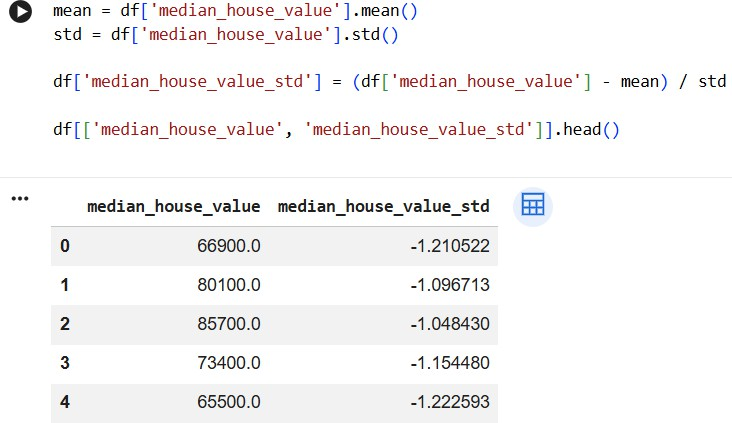 mean = df['median_house_value'].mean()
std = df['median_house_value'].std()
df['median_house_value_std'] = (df['median_house_value'] - mean) / std
df[['median_house_value', 'median_house_value_std']].head()
median_house_value median_house_value_std
0 66900.0 -1.210522
1 80100.0 -1.096713
2 85700.0 -1.048430
3 73400.0 -1.154480
4 65500.0 -1.222593